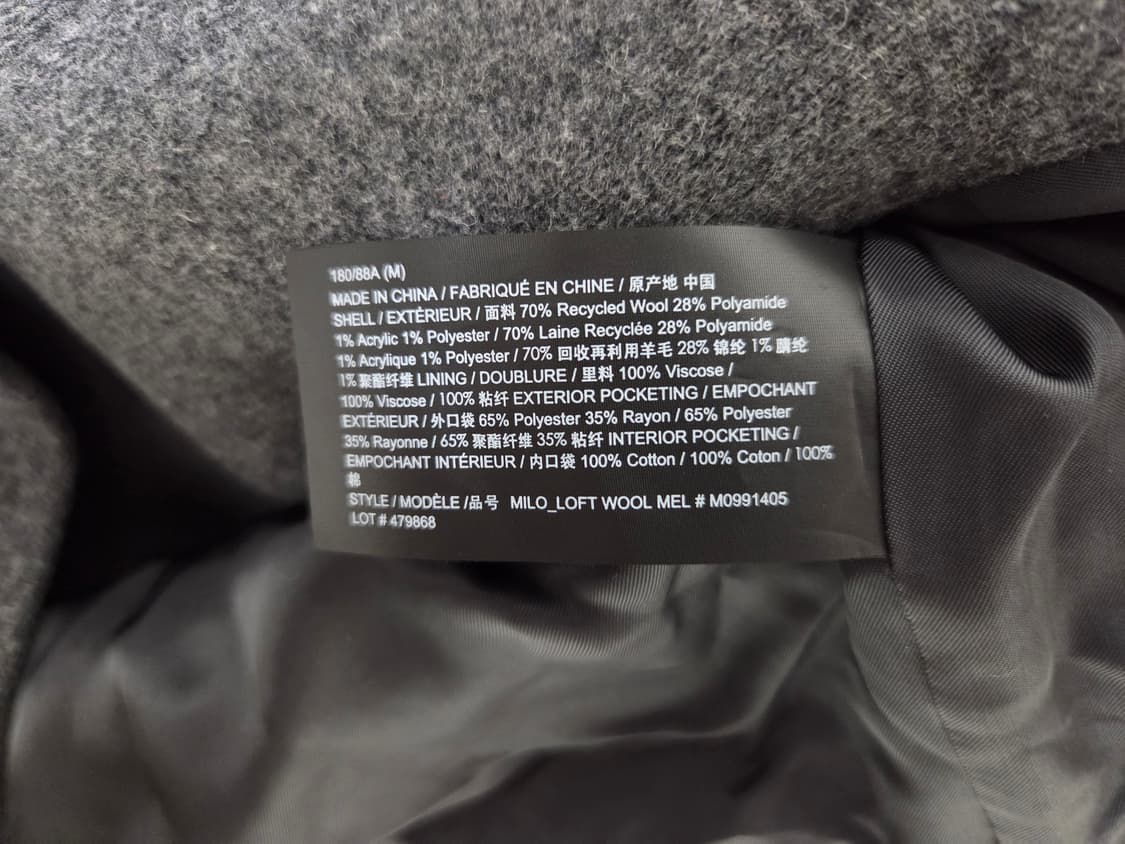 180/88A (M)
MADE IN CHINA / FABRIQUÉ EN CHINE / 原产地 中国
SHELL / EXTÉRIEUR / 面料 70% Recycled Wool 28% Polyamide
1% Acrylic 1% Polyester / 70% Laine Recyclée 28% Polyamide
1% Acrylique 1% Polyester / 70% 回收再利用羊毛 28% 锦纶 1% 腈纶
1% 聚酯纤维 LINING / DOUBLURE / 里料 100% Viscose /
100% Viscose / 100% 粘纤 EXTERIOR POCKETING / EMPOCHANT
EXTÉRIEUR / 外口袋 65% Polyester 35% Rayon / 65% Polyester
35% Rayonne / 65% 聚酯纤维 35% 粘纤 INTERIOR POCKETING /
EMPOCHANT INTÉRIEUR / 内口袋 100% Cotton / 100% Coton / 100%
棉
STYLE / MODÈLE /品号 MILO_LOFT WOOL MEL # M0991405
LOT # 479868